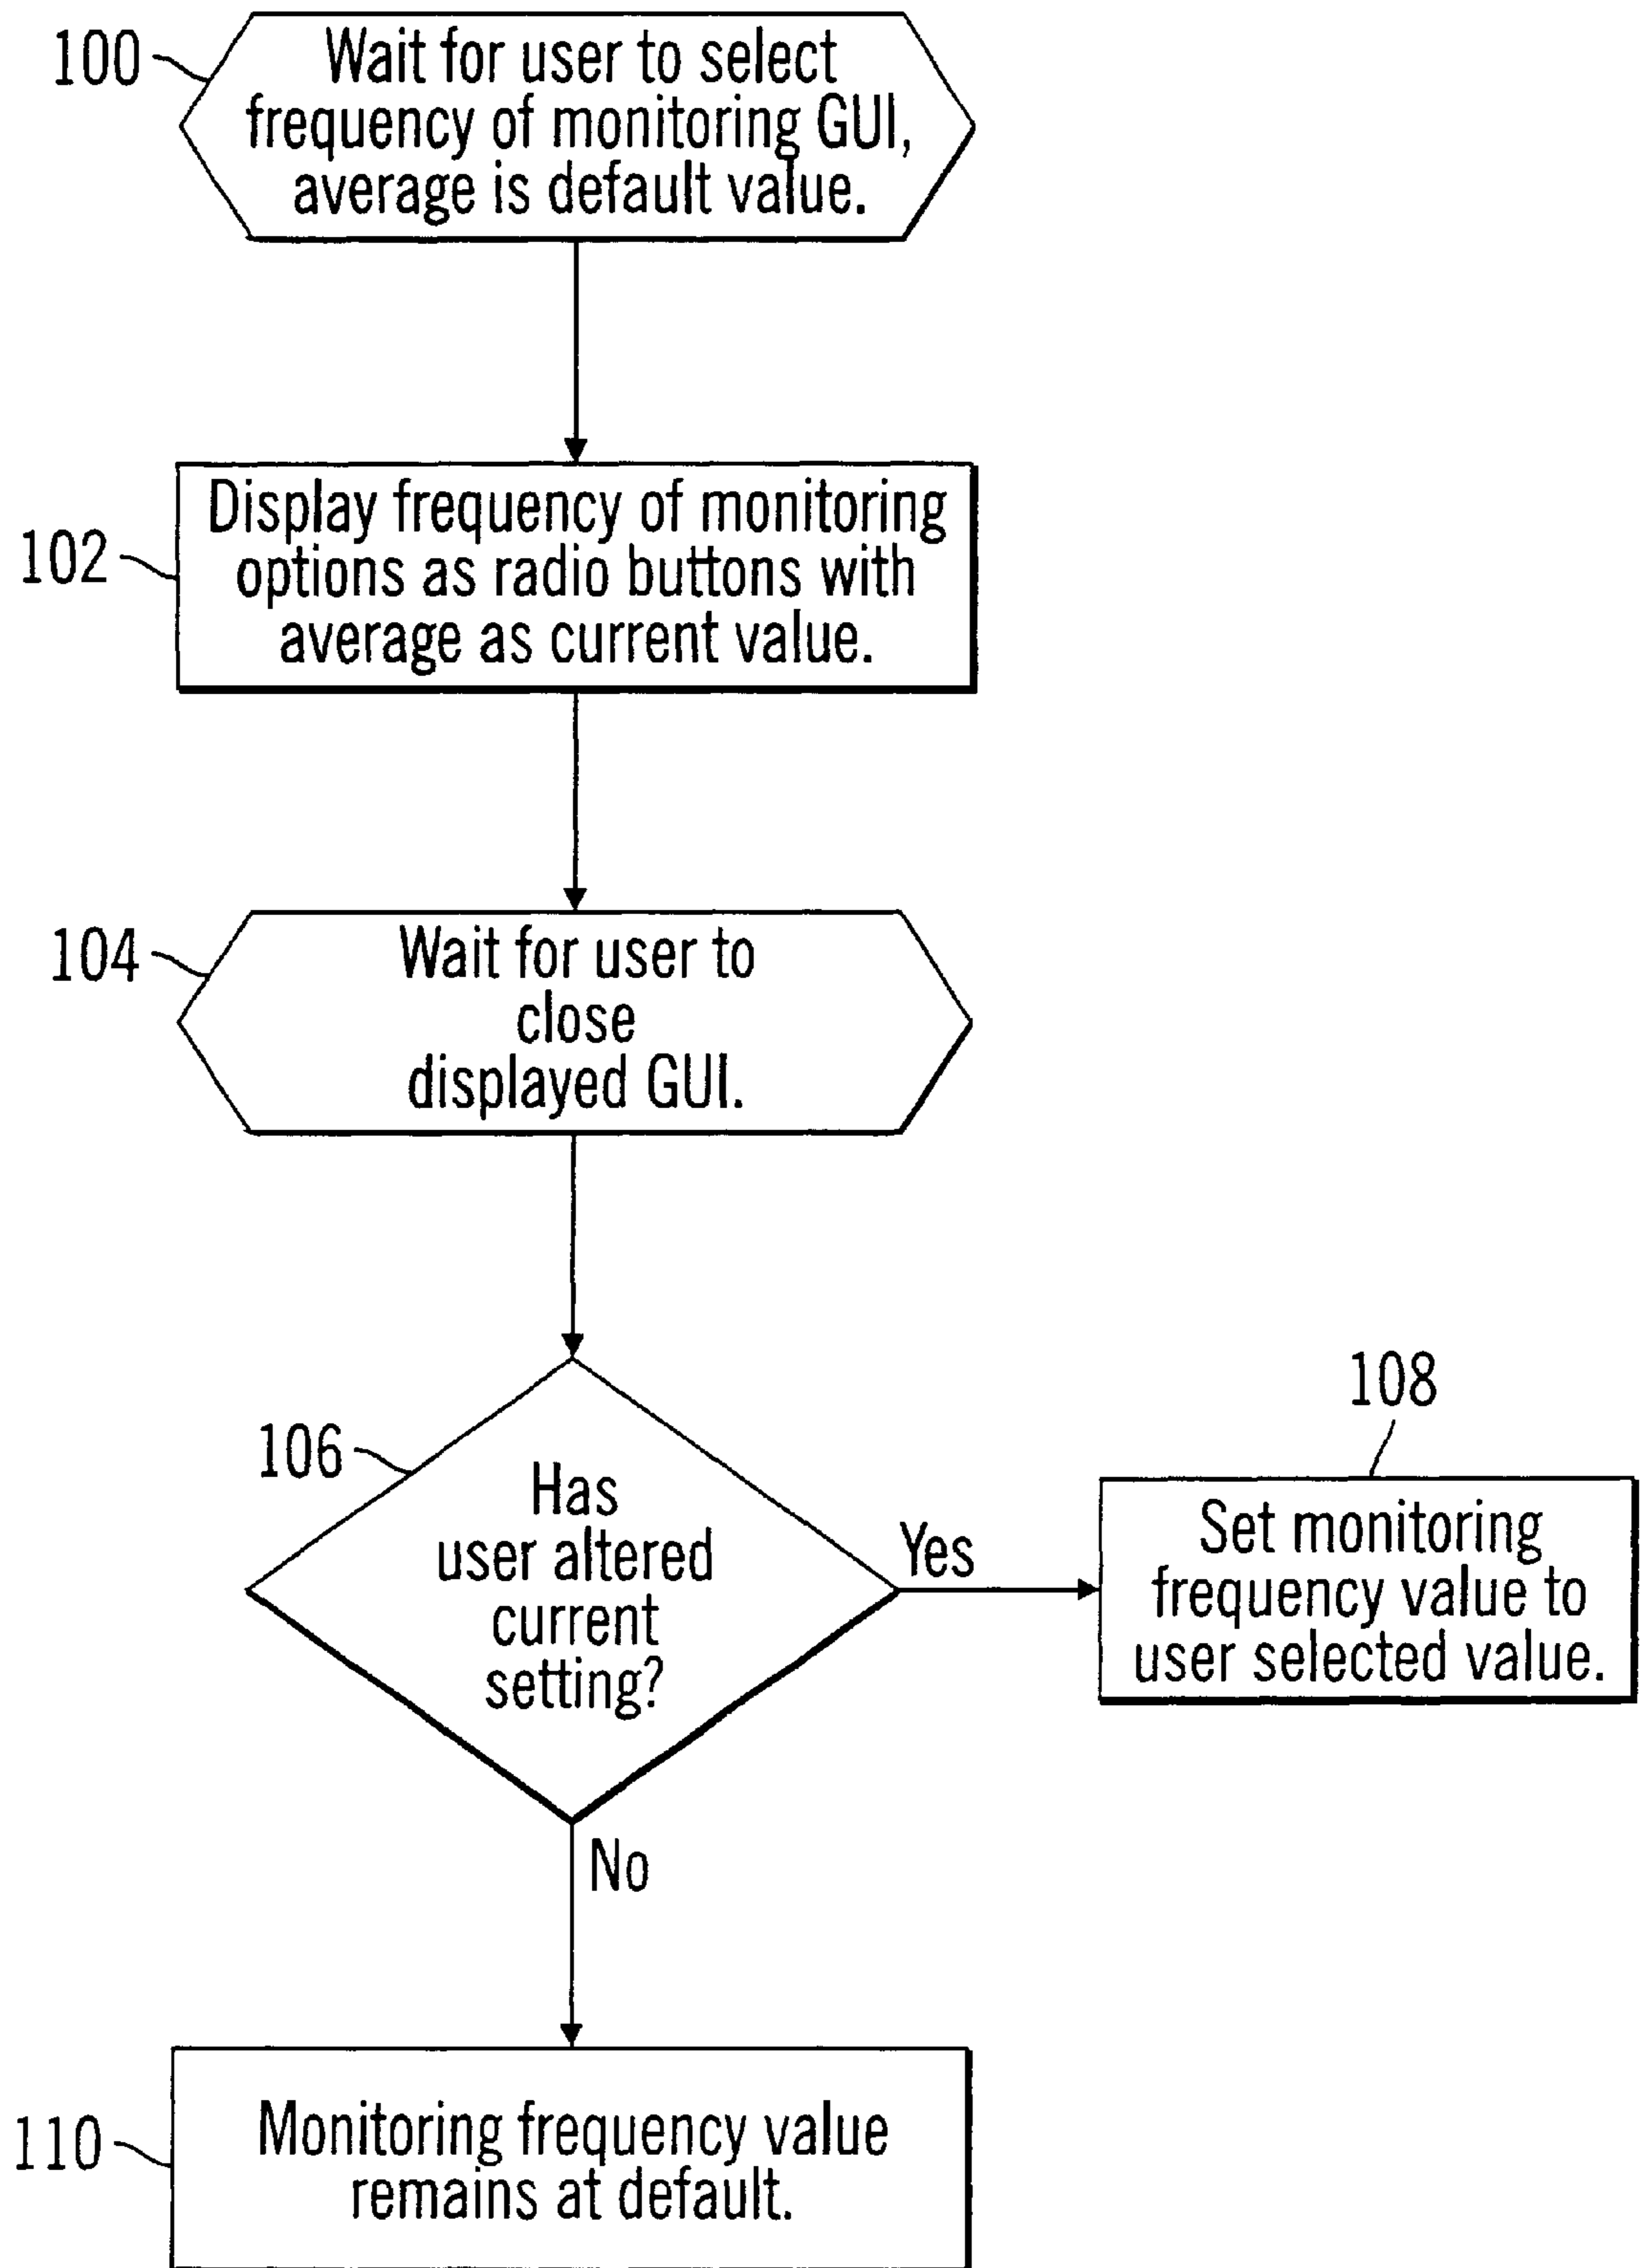 100
Wait for user to select
frequency of monitoring GUI,
average is default value.
102
Display frequency of monitoring
options as radio buttons with
average as current value.
104
Wait for user to
close
displayed GUI.
106
Has
user altered
current
setting?
Yes
108
Set monitoring
frequency value to
user selected value.
No
110
Monitoring frequency value
remains at default.